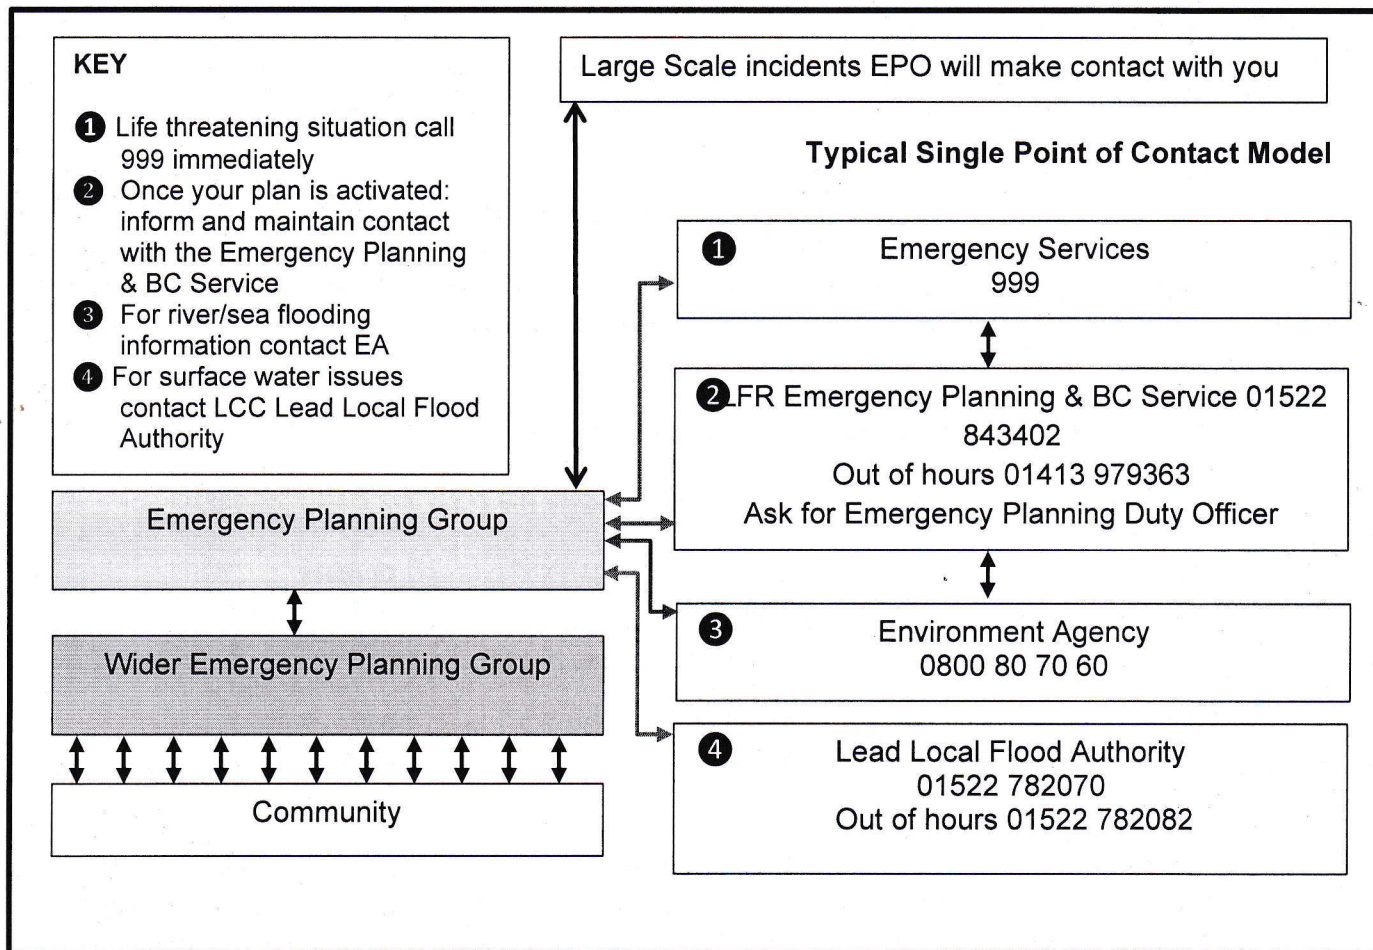 KEY
❶ Life threatening situation call
999 immediately
❷ Once your plan is activated:
inform and maintain contact
with the Emergency Planning
& BC Service
❸ For river/sea flooding
information contact EA
❹ For surface water issues
contact LCC Lead Local Flood
Authority
Large Scale incidents EPO will make contact with you
Typical Single Point of Contact Model
❶ Emergency Services
999
❷ LFR Emergency Planning & BC Service 01522
843402
Out of hours 01413 979363
Ask for Emergency Planning Duty Officer
❸ Environment Agency
0800 80 70 60
❹ Lead Local Flood Authority
01522 782070
Out of hours 01522 782082
Emergency Planning Group
Wider Emergency Planning Group
Community